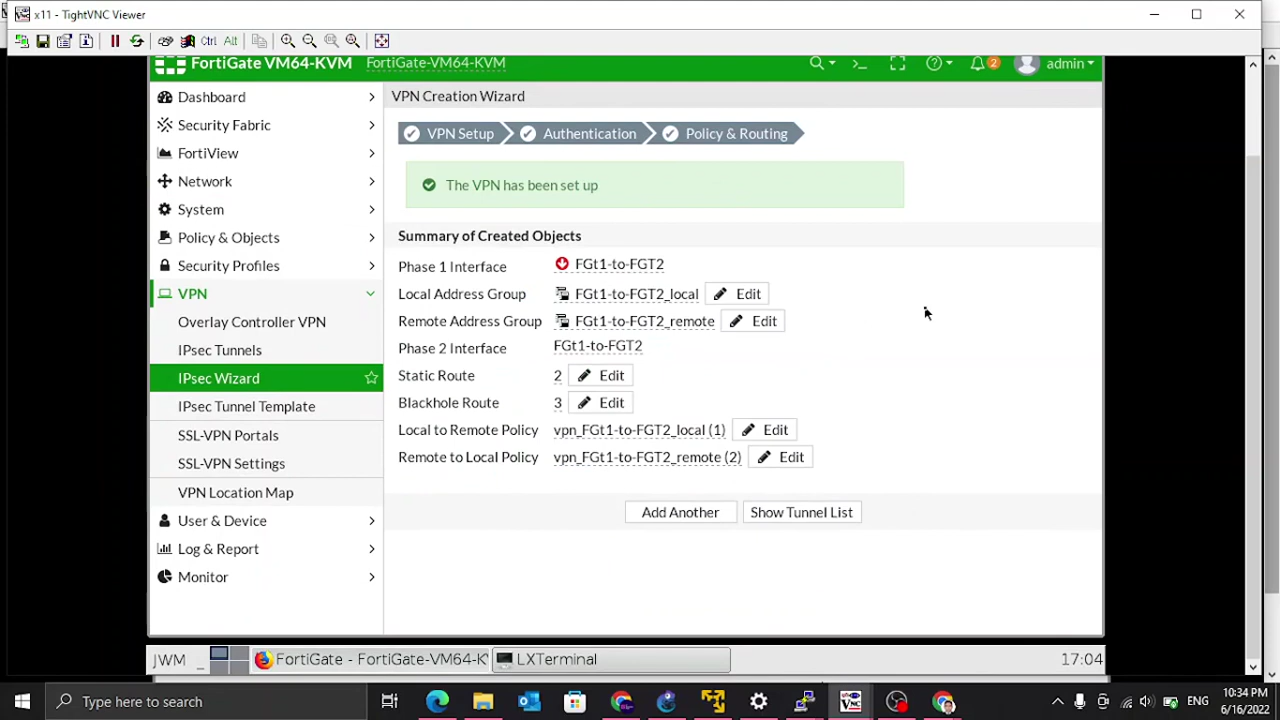 x11 - TightVNC Viewer
Ctrl Alt
FortiGate VM64-KVM FortiGate-VM64-KVM 2 admin
Dashboard
Security Fabric
FortiView
Network
System
Policy & Objects
Security Profiles
VPN
Overlay Controller VPN
IPsec Tunnels
IPsec Wizard
IPsec Tunnel Template
SSL-VPN Portals
SSL-VPN Settings
VPN Location Map
User & Device
Log & Report
Monitor
VPN Creation Wizard
VPN Setup Authentication Policy & Routing
The VPN has been set up
Summary of Created Objects
Phase 1 Interface FGt1-to-FGT2
Local Address Group FGt1-to-FGT2_local Edit
Remote Address Group FGt1-to-FGT2_remote Edit
Phase 2 Interface FGt1-to-FGT2
Static Route 2 Edit
Blackhole Route 3 Edit
Local to Remote Policy vpn_FGt1-to-FGT2_local (1) Edit
Remote to Local Policy vpn_FGt1-to-FGT2_remote (2) Edit
Add Another Show Tunnel List
JWM _ FortiGate - FortiGate-VM64-K LXTerminal 17:04
Type here to search ENG 10:34 PM
6/16/2022